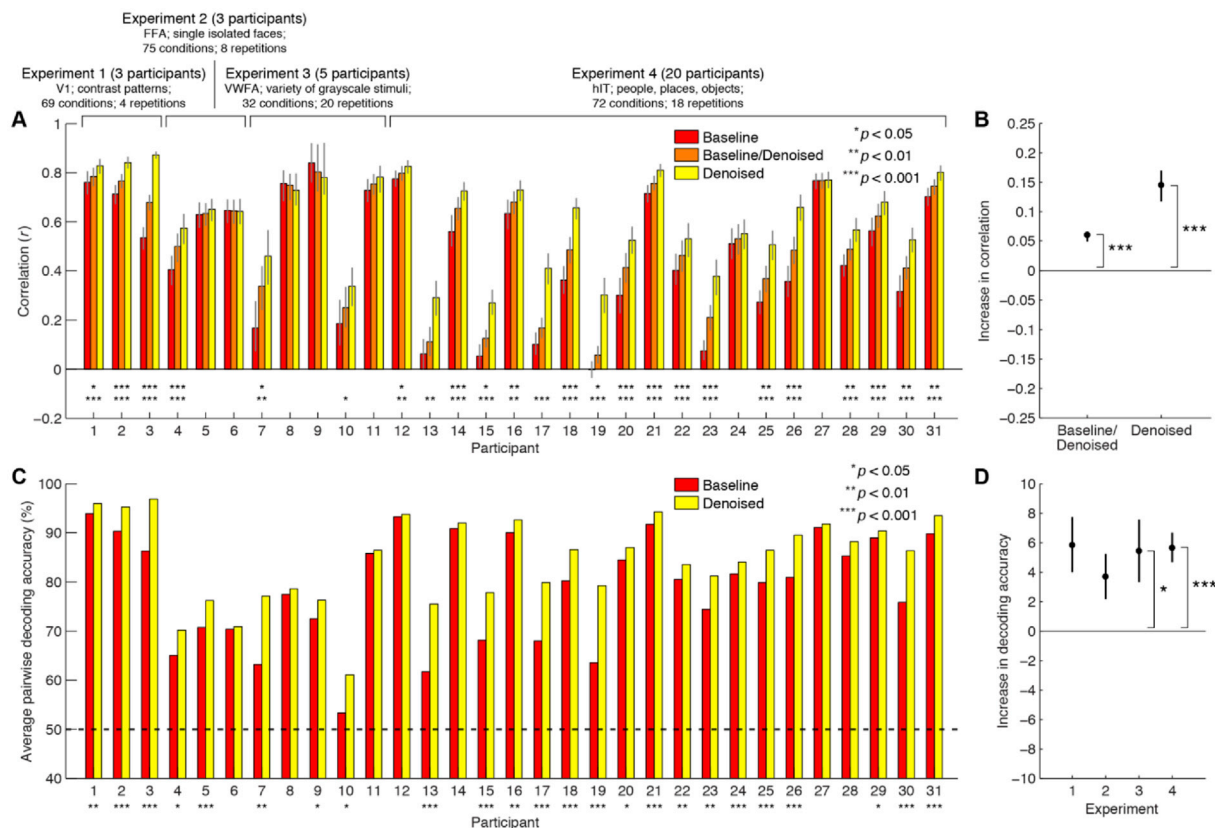 Experiment 2 (3 participants)
FFA; single isolated faces;
75 conditions; 8 repetitions
Experiment 1 (3 participants)
V1; contrast patterns;
69 conditions; 4 repetitions
Experiment 3 (5 participants)
VWFA; variety of grayscale stimuli;
32 conditions; 20 repetitions
Experiment 4 (20 participants)
hIT; people, places, objects;
72 conditions; 18 repetitions
A
Correlation (r)
1
0.8
0.6
0.4
0.2
0
−0.2
Baseline
Baseline/Denoised
Denoised
*p < 0.05
**p < 0.01
***p < 0.001
* *** *** *** * * *** * ** *** * *** *** *** *** ** *** ** *** ** **
*** *** *** *** ** * ** ** *** *** ** *** *** *** *** *** *** *** *** *** *** *** *** ***
1 2 3 4 5 6 7 8 9 10 11 12 13 14 15 16 17 18 19 20 21 22 23 24 25 26 27 28 29 30 31
Participant
B
Increase in correlation
0.25
0.2
0.15
0.1
0.05
0
−0.05
−0.1
−0.15
−0.2
−0.25
***
***
Baseline/
Denoised
Denoised
C
Average pairwise decoding accuracy (%)
100
90
80
70
60
50
40
Baseline
Denoised
*p < 0.05
**p < 0.01
***p < 0.001
1 2 3 4 5 6 7 8 9 10 11 12 13 14 15 16 17 18 19 20 21 22 23 24 25 26 27 28 29 30 31
** *** *** * *** ** * * *** *** ** *** *** *** * *** ** ** *** *** *** * *** ***
Participant
D
Increase in decoding accuracy
10
8
6
4
2
0
−2
−4
−6
−8
−10
*
***
1 2 3 4
Experiment